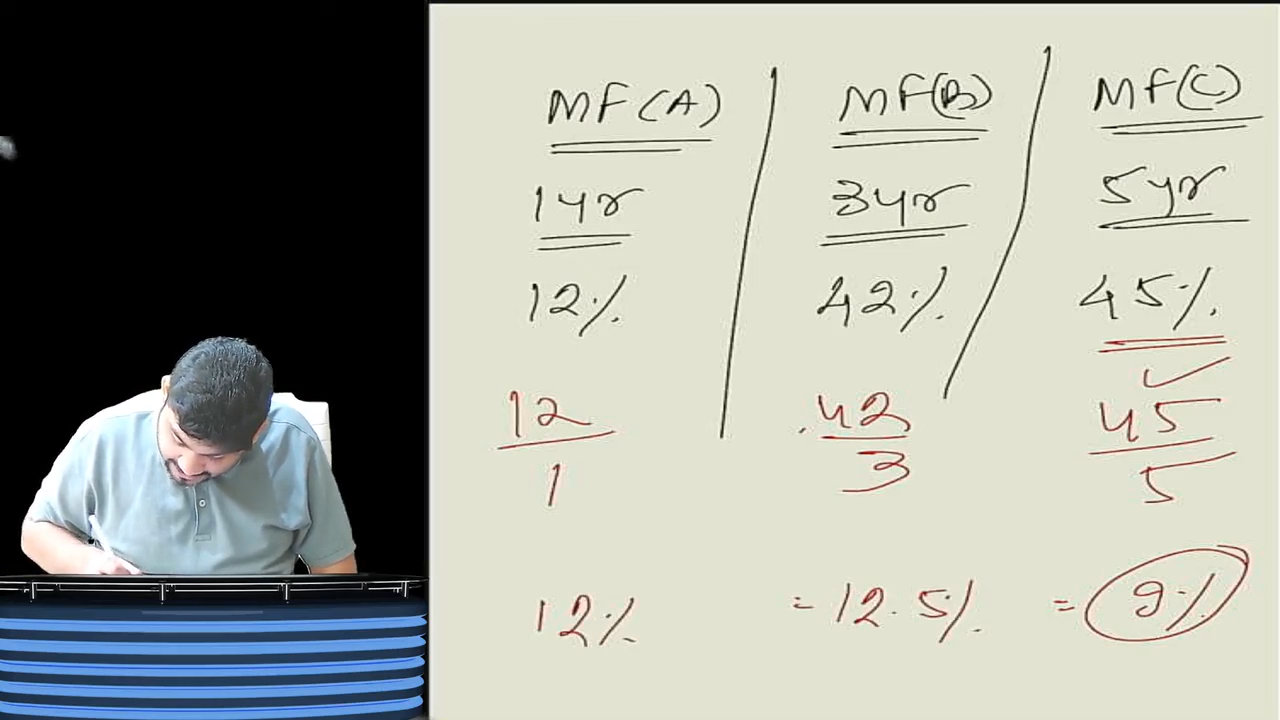 MF(A) MF(B) MF(C)
1yr 3yr 5yr
12% 42% 45%
12/1 42/3 45/5
12% = 12.5% = 9%